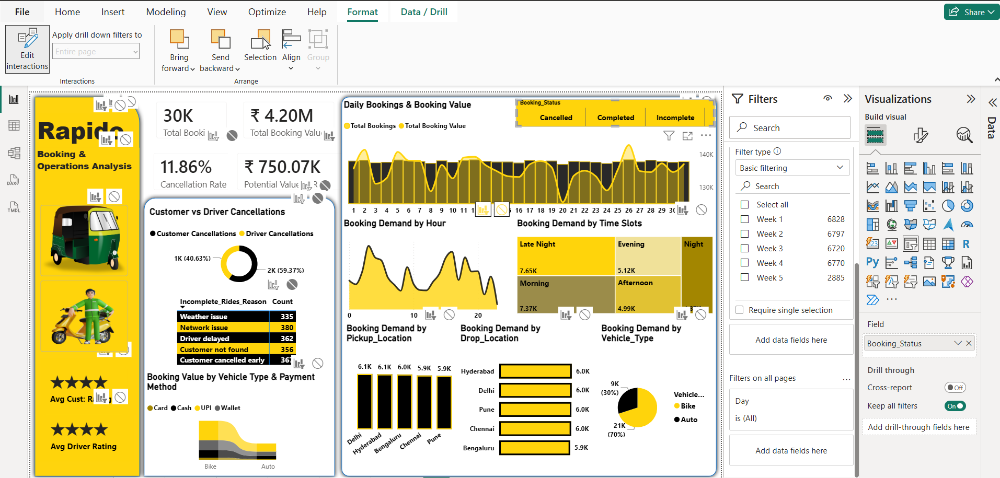 File
Home
Insert
Modeling
View
Optimize
Help
Format
Data / Drill
Share
Edit
interactions
Apply drill down filters to
Entire page
Interactions
Bring
forward
Send
backward
Selection
Align
Group
Arrange
Rapido
Booking &
Operations Analysis
Avg Cust: Rating
Avg Driver Rating
30K
Total Booki
₹ 4.20M
Total Booking Valu
11.86%
Cancellation Rate
₹ 750.07K
Potential Value
Customer vs Driver Cancellations
Customer Cancellations
Driver Cancellations
1K (40.63%)
2K (59.37%)
Incomplete_Rides_Reason Count
Weather issue 335
Network issue 380
Driver delayed 362
Customer not found 356
Customer cancelled early 367
Booking Value by Vehicle Type & Payment
Method
Card Cash UPI Wallet
Bike
Auto
Daily Bookings & Booking Value
Total Bookings Total Booking Value
Booking_Status
Cancelled
Completed
Incomplete
140K
130K
1 2 3 4 5 6 7 8 9 10 11 16 17 18 19 20 21 22 23 24 25 26 27 28 29
Booking Demand by Hour
0 10 20
Booking Demand by Time Slots
Late Night
7.65K
Evening
5.12K
Night
Morning
7.37K
Afternoon
4.99K
Booking Demand by
Pickup_Location
6.1K 6.1K 6.0K 5.9K 5.9K
Delhi
Hyderabad
Bengaluru
Chennai
Pune
Booking Demand by
Drop_Location
Hyderabad 6.0K
Delhi 6.0K
Pune 6.0K
Chennai 6.0K
Bengaluru 5.9K
Booking Demand by
Vehicle_Type
9K
(30%)
21K
(70%)
Vehicle...
Bike
Auto
Filters
Search
Filter type
Basic filtering
Search
Select all
Week 1 6828
Week 2 6797
Week 3 6720
Week 4 6770
Week 5 2885
Require single selection
Add data fields here
Filters on all pages
Day
is (All)
Add data fields here
Visualizations
Build visual
123
R
Py
Field
Booking_Status
Drill through
Cross-report
Off
Keep all filters
On
Add drill-through fields here
Data
DAX
TMDL